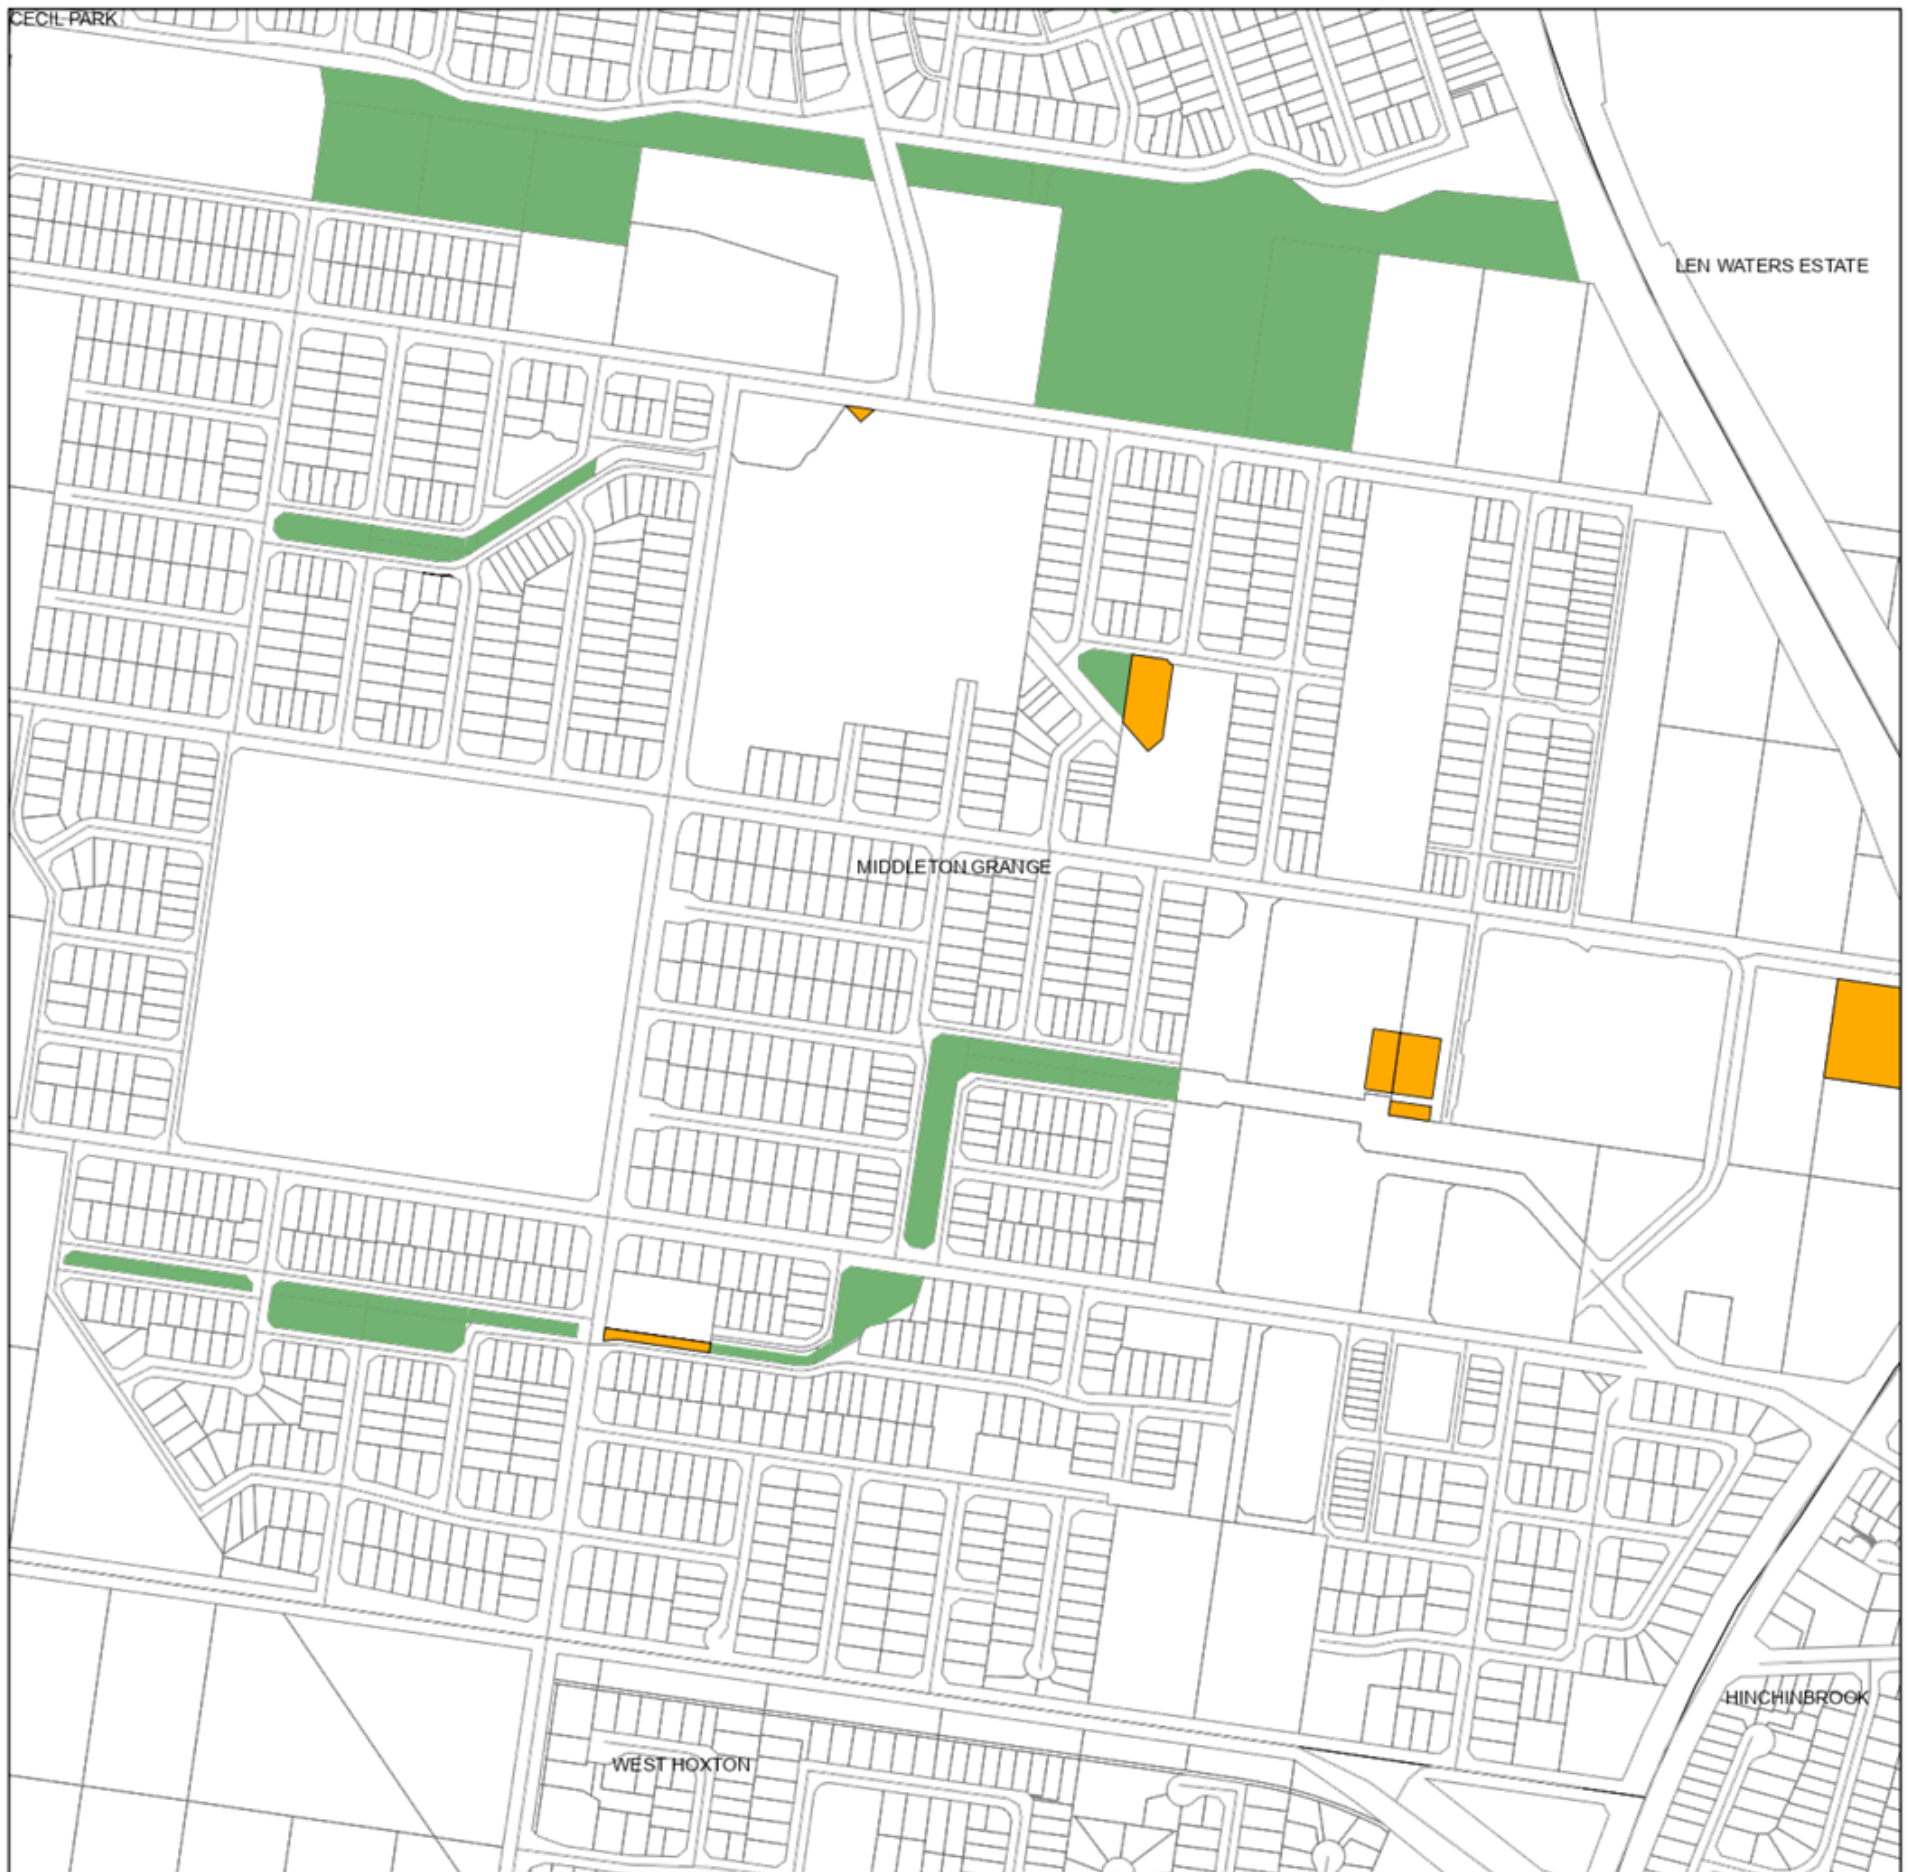 CECIL PARK
LEN WATERS ESTATE
MIDDLETON GRANGE
HINCHINBROOK
WEST HOXTON